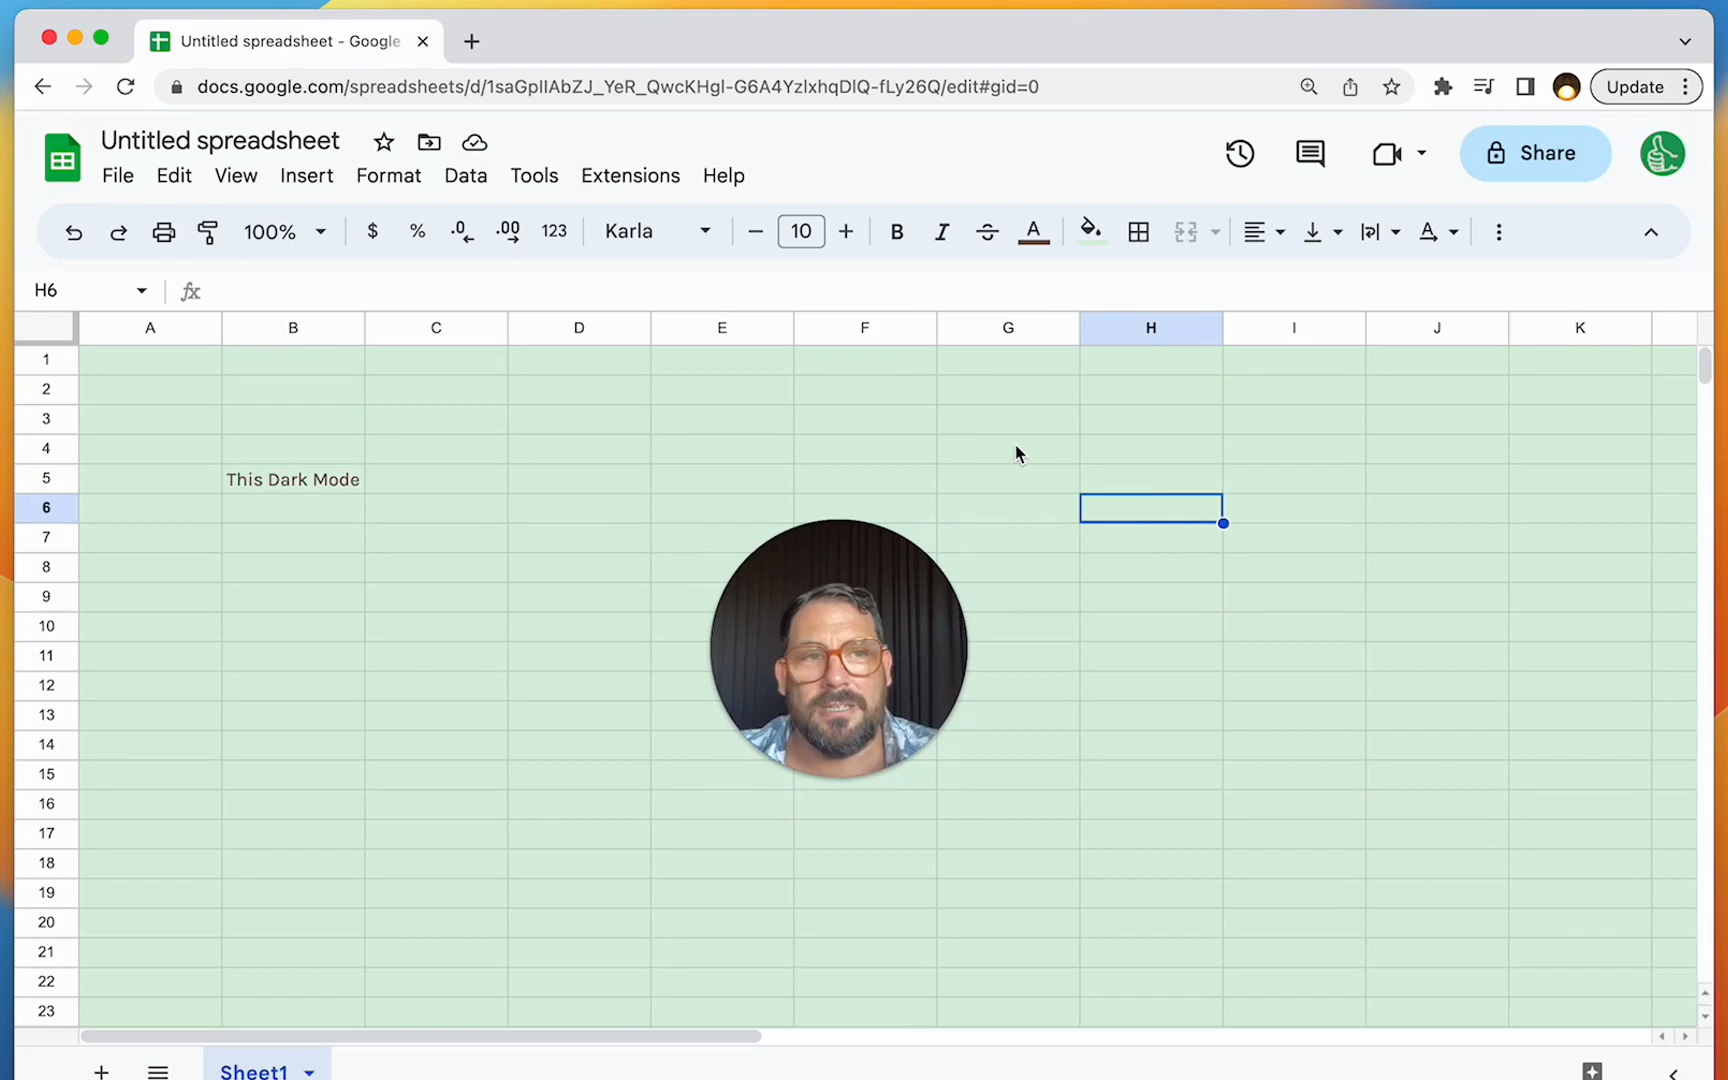 Untitled spreadsheet - Google
docs.google.com/spreadsheets/d/1saGpIlAbZJ_YeR_QwcKHgI-G6A4YzIxhqDlQ-fLy26Q/edit#gid=0
Update
Untitled spreadsheet
File Edit View Insert Format Data Tools Extensions Help
Share
100% $ % .0 .00 123 Karla 10 B I S A A
H6 fx
A B C D E F G H I J K
1
2
3
4
5 This Dark Mode
6
7
8
9
10
11
12
13
14
15
16
17
18
19
20
21
22
23
Sheet1